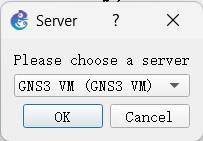 Server
Please choose a server
GNS3 VM (GNS3 VM)
OK
Cancel